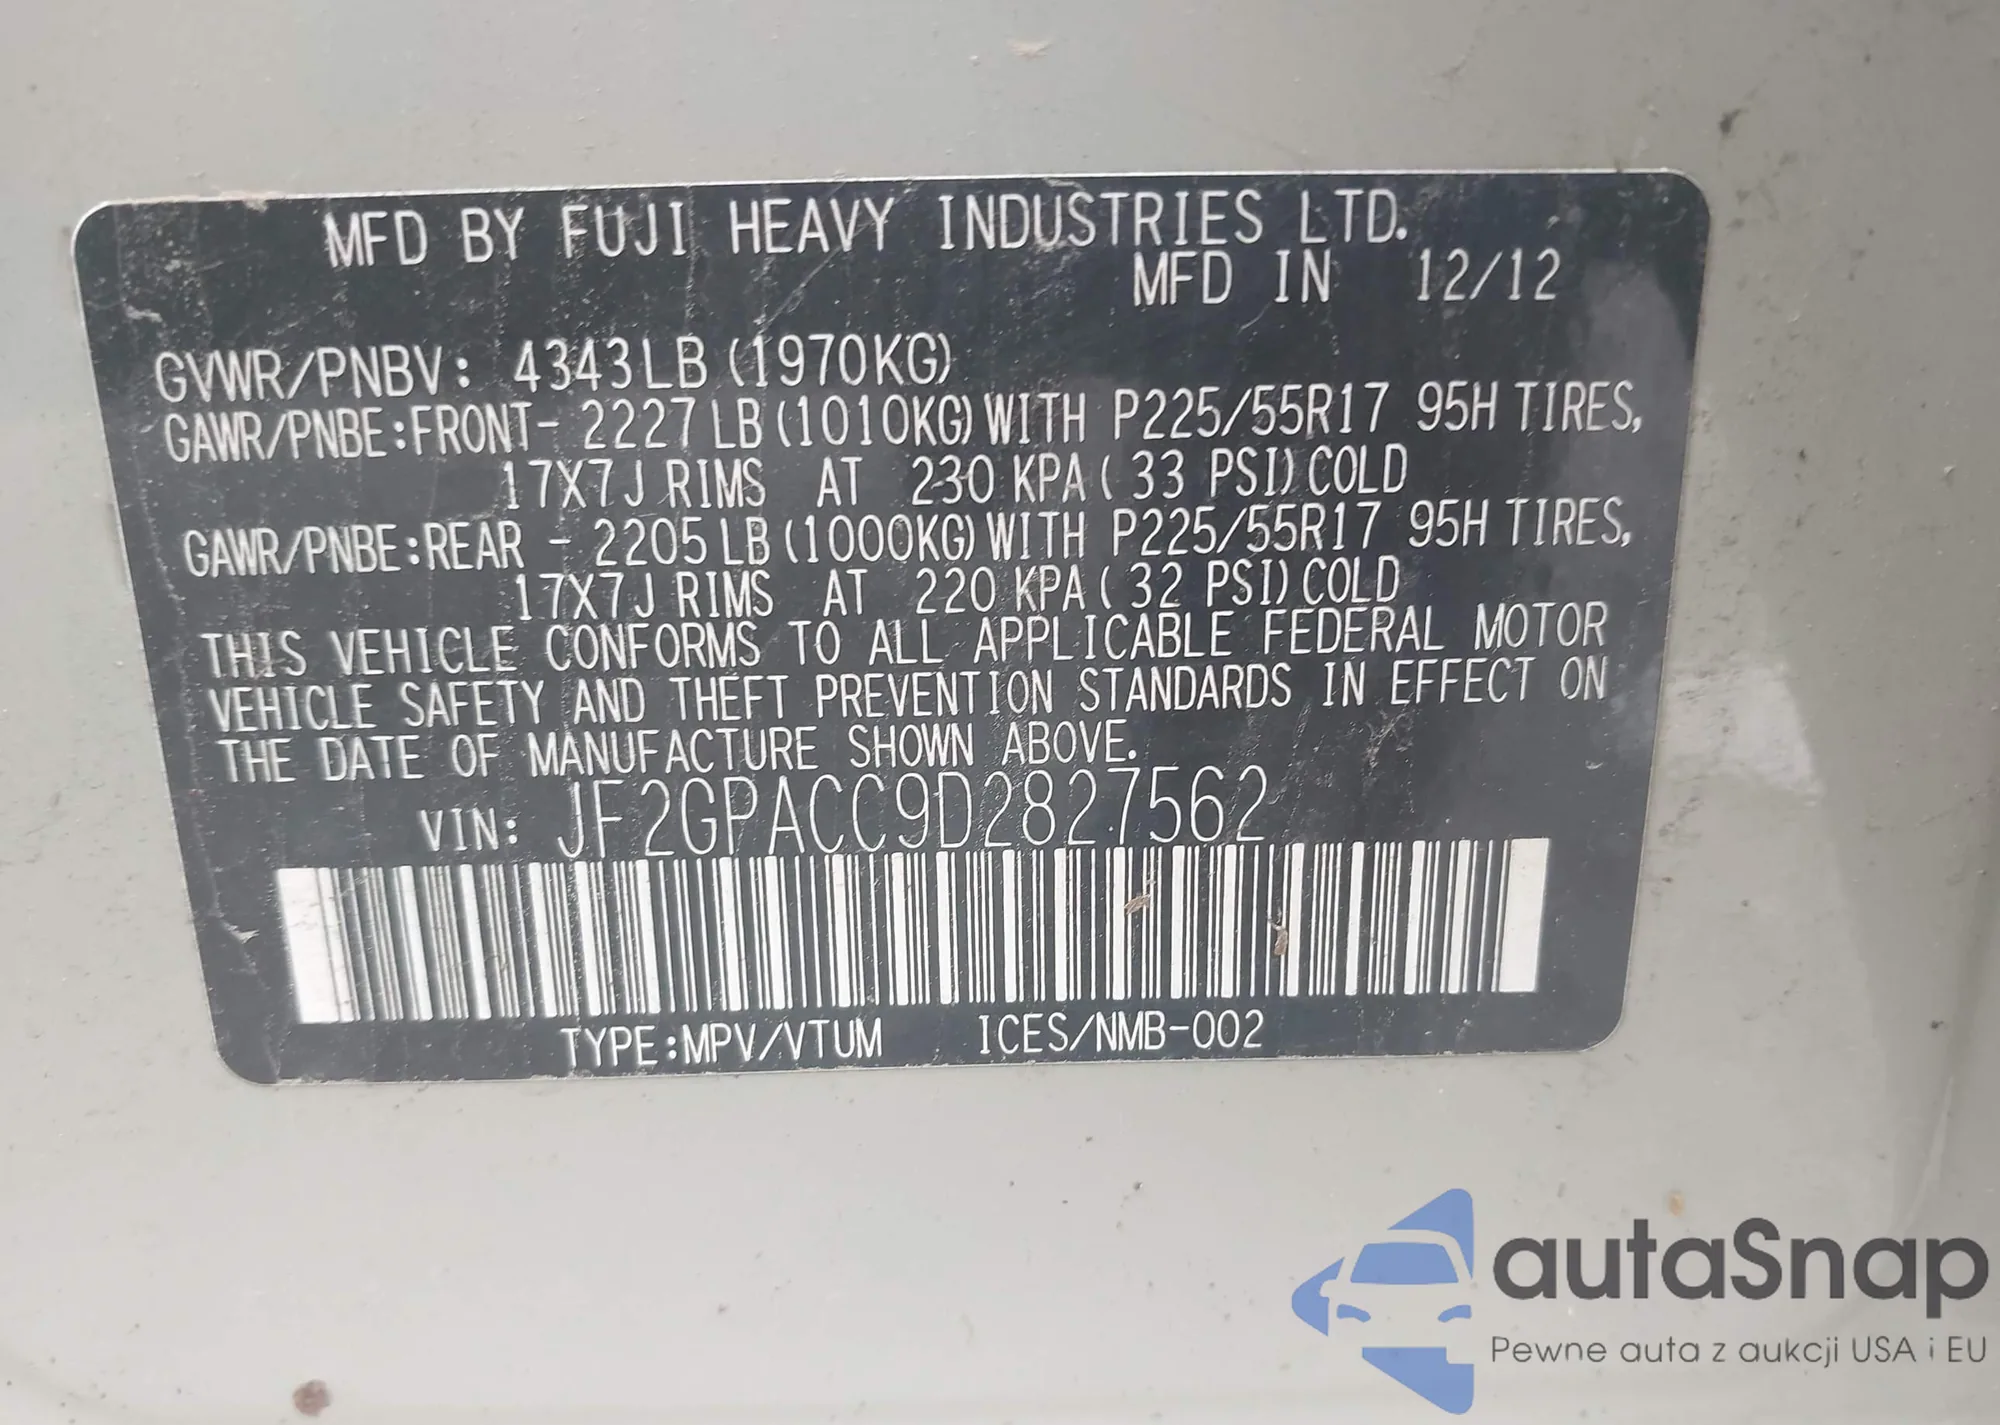 MFD BY FUJI HEAVY INDUSTRIES LTD.
MFD IN 12/12
GVWR/PNBV: 4343LB (1970KG)
GAWR/PNBE:FRONT- 2227LB (1010KG) WITH P225/55R17 95H TIRES,
17X7J RIMS AT 230 KPA ( 33 PSI) COLD
GAWR/PNBE:REAR - 2205LB (1000KG) WITH P225/55R17 95H TIRES,
17X7J RIMS AT 220 KPA ( 32 PSI) COLD
THIS VEHICLE CONFORMS TO ALL APPLICABLE FEDERAL MOTOR
VEHICLE SAFETY AND THEFT PREVENTION STANDARDS IN EFFECT ON
THE DATE OF MANUFACTURE SHOWN ABOVE.
VIN: JF2GPACC9D2827562
TYPE:MPV/VTUM ICES/NMB-002
autaSnap
Pewne auta z aukcji USA i EU